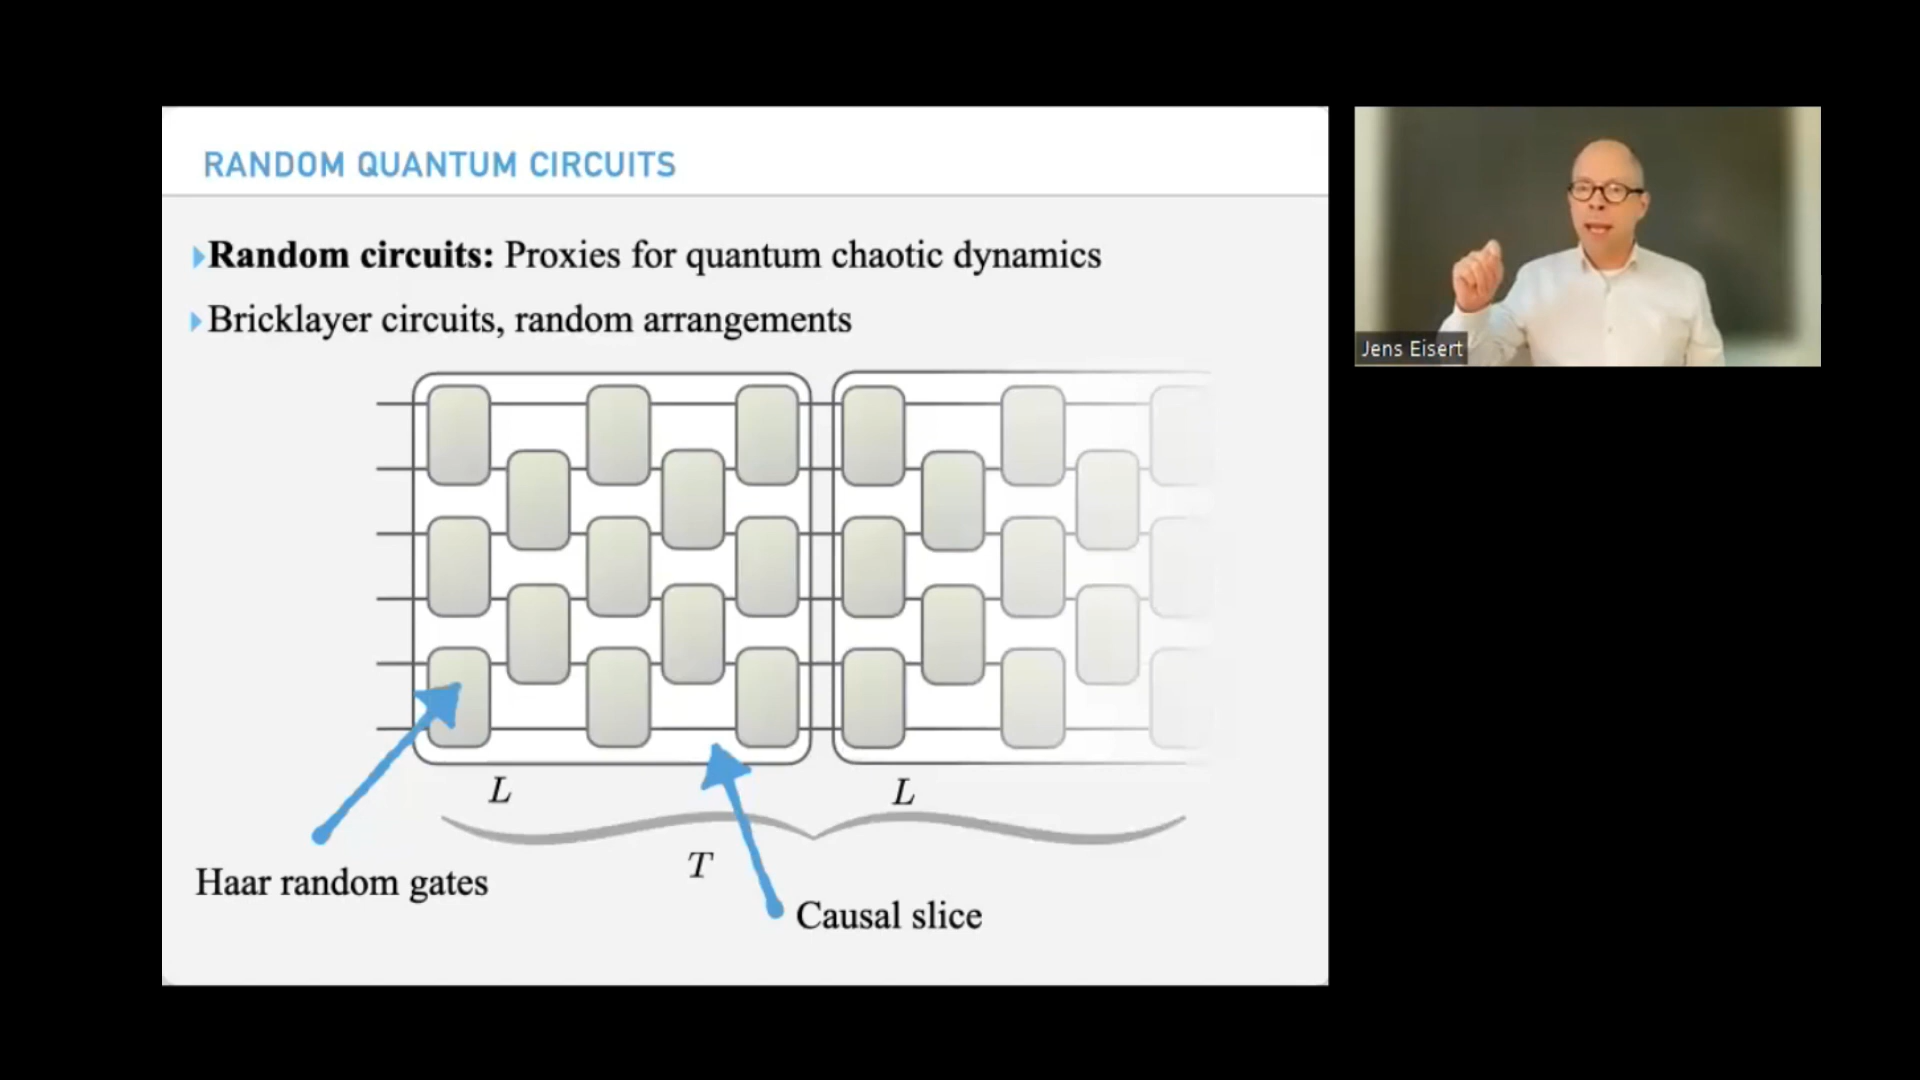 RANDOM QUANTUM CIRCUITS
Random circuits: Proxies for quantum chaotic dynamics
Bricklayer circuits, random arrangements
Jens Eisert
L
L
T
Haar random gates
Causal slice